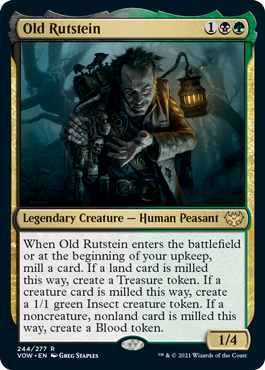 Old Rutstein 1
Legendary Creature — Human Peasant
When Old Rutstein enters the battlefield
or at the beginning of your upkeep,
mill a card. If a land card is milled
this way, create a Treasure token. If a
creature card is milled this way, create
a 1/1 green Insect creature token. If a
noncreature, nonland card is milled this
way, create a Blood token.
1/4
244/277 R
VOW • EN Greg Staples
™ & © 2021 Wizards of the Coast